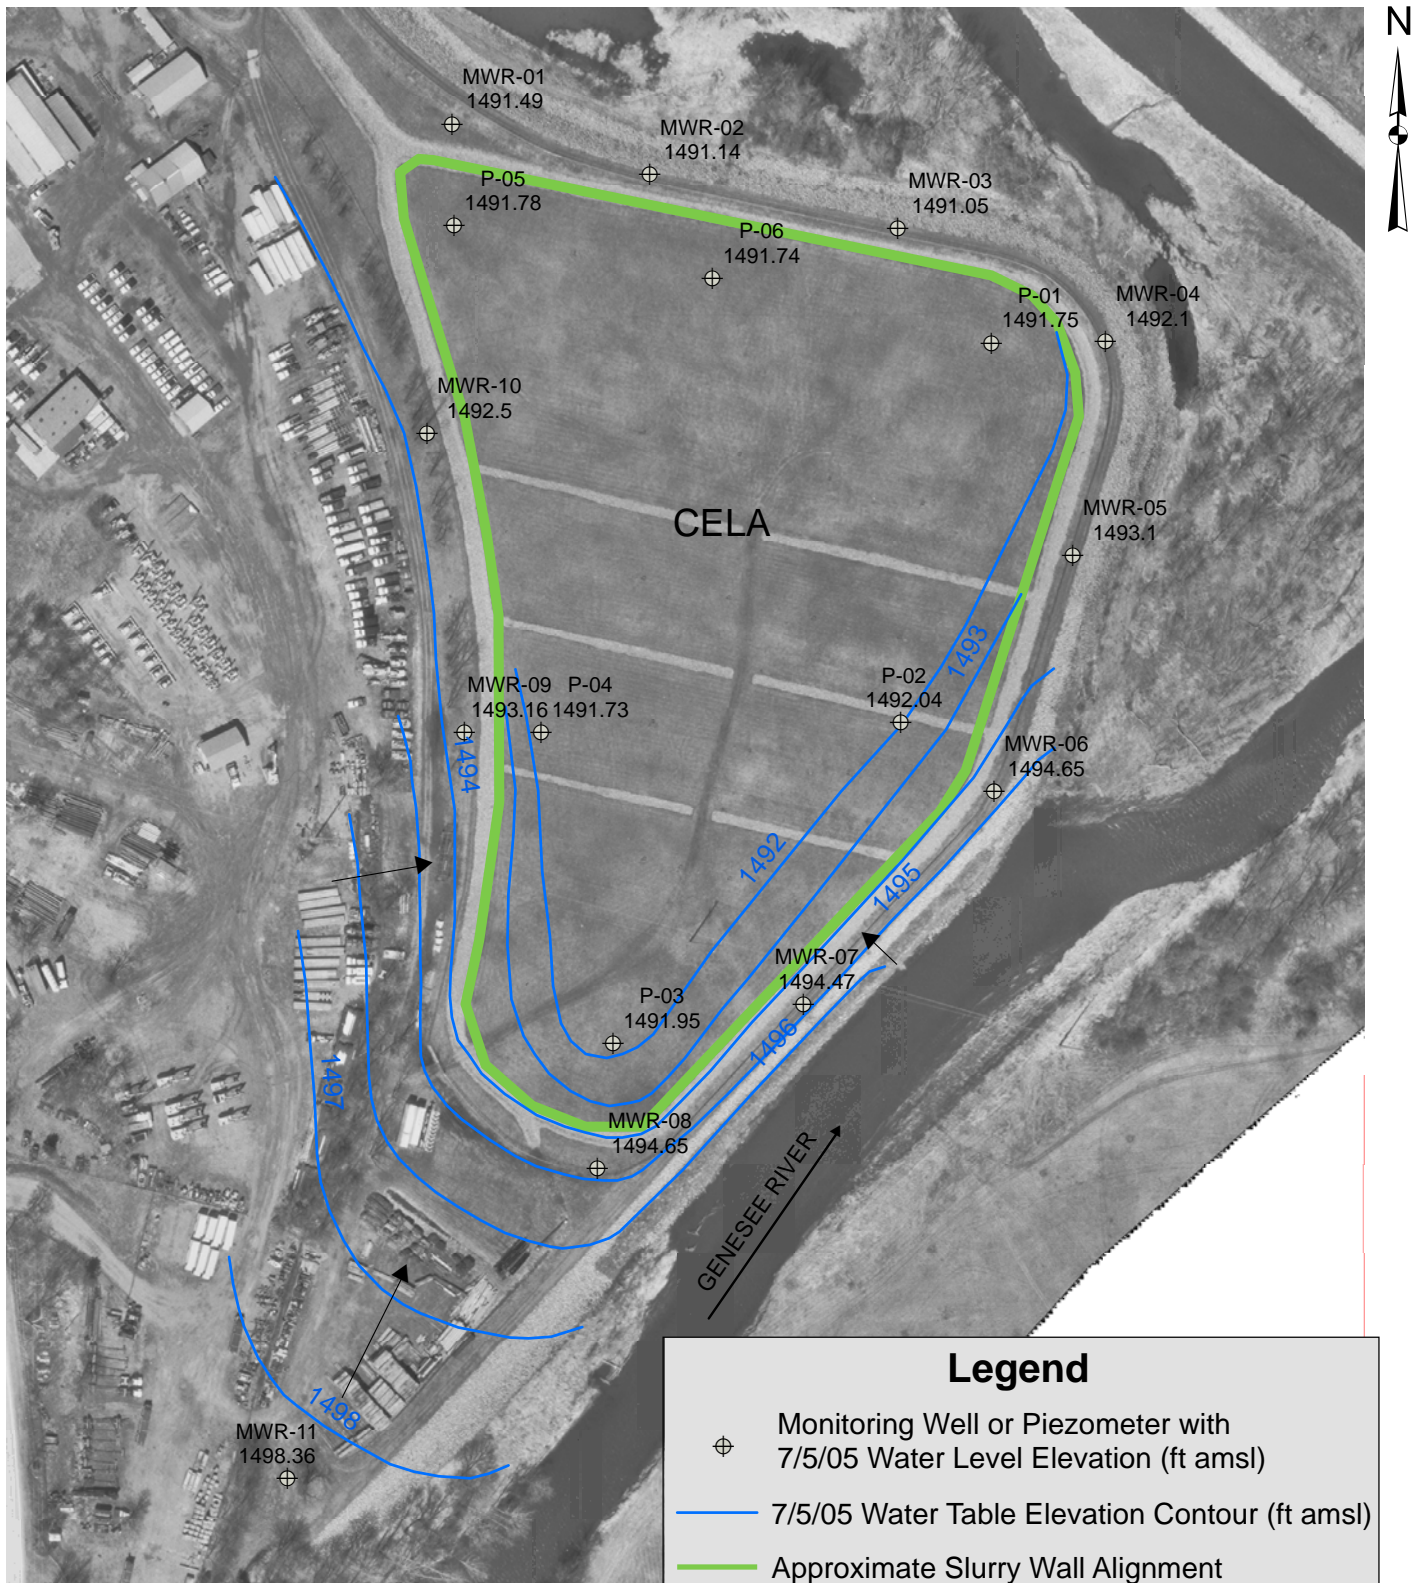 N
MWR-01
1491.49
MWR-02
1491.14
P-05
1491.78
MWR-03
1491.05
P-06
1491.74
P-01
1491.75
MWR-04
1492.1
MWR-10
1492.5
CELA
MWR-05
1493.1
1493
MWR-09
1493.16
P-04
1491.73
P-02
1492.04
1494
MWR-06
1494.65
1492
1495
MWR-07
1494.47
P-03
1491.95
1496
1497
MWR-08
1494.65
GENESEE RIVER
1498
MWR-11
1498.36
Legend
Monitoring Well or Piezometer with
7/5/05 Water Level Elevation (ft amsl)
7/5/05 Water Table Elevation Contour (ft amsl)
Approximate Slurry Wall Alignment